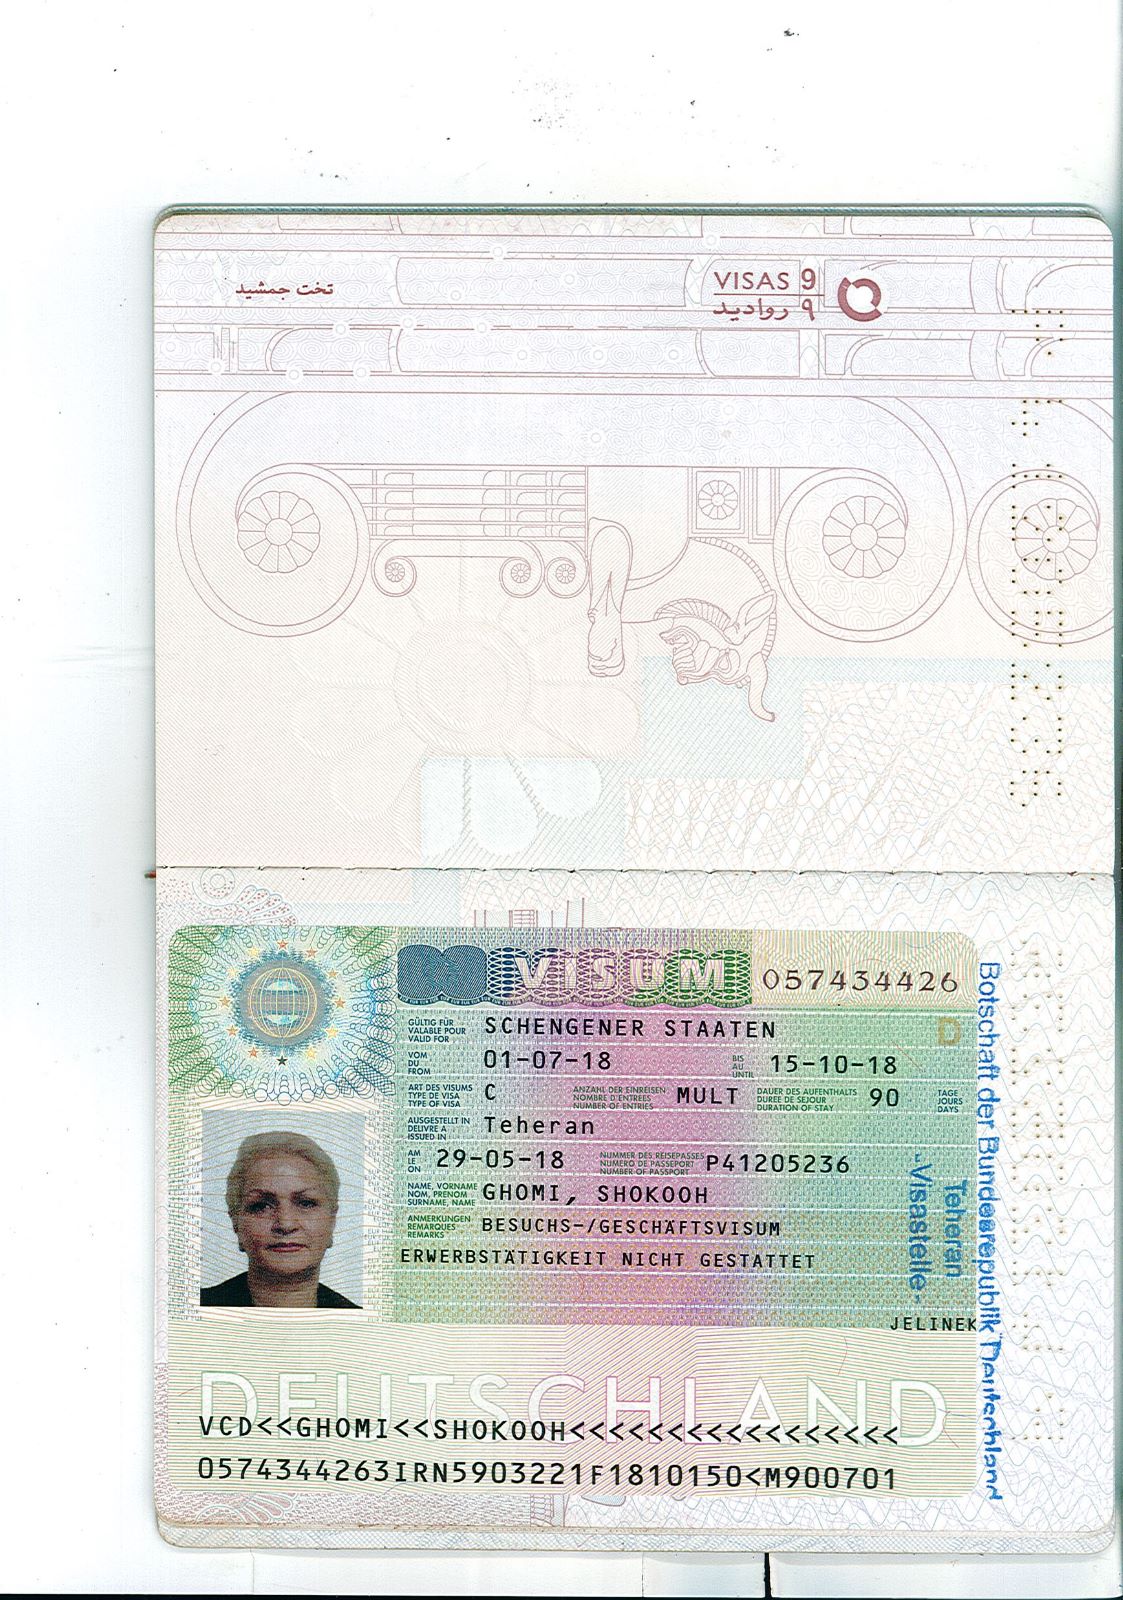 تخت جمشید
VISAS 9
روادید ۹
VISUM
057434426
GÜLTIG FÜR
VALABLE POUR
VALID FOR
SCHENGENER STAATEN
D
VOM
DU
FROM
01-07-18
BIS
AU
UNTIL
15-10-18
ART DES VISUMS
TYPE DE VISA
TYPE OF VISA
C
ANZAHL DER EINREISEN
NOMBRE D'ENTREES
NUMBER OF ENTRIES
MULT
DAUER DES AUFENTHALTS
DUREE DE SEJOUR
DURATION OF STAY
90
TAGE
JOURS
DAYS
AUSGESTELLT IN
DELIVRE A
ISSUED IN
Teheran
AM
LE
ON
29-05-18
NUMMER DES REISEPASSES
NUMERO DE PASSEPORT
NUMBER OF PASSPORT
P41205236
NAME, VORNAME
NOM, PRENOM
SURNAME, NAME
GHOMI, SHOKOOH
ANMERKUNGEN
REMARQUES
REMARKS
BESUCHS-/GESCHÄFTSVISUM
ERWERBSTÄTIGKEIT NICHT GESTATTET
JELINEK
Botschaft der Bundesrepublik Deutschland
Teheran
-Visastelle-
DEUTSCHLAND
VCD<<GHOMI<<SHOKOOH<<<<<<<<<<<<<<<<<
0574344263IRN5903221F1810150<M900701